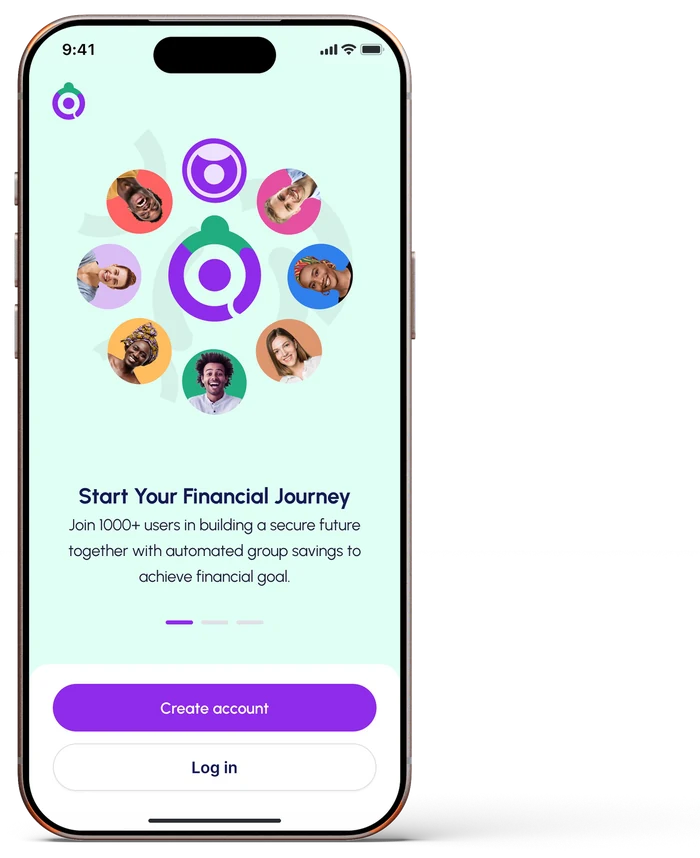 9:41
Start Your Financial Journey
Join 1000+ users in building a secure future
together with automated group savings to
achieve financial goal.
Create account
Log in